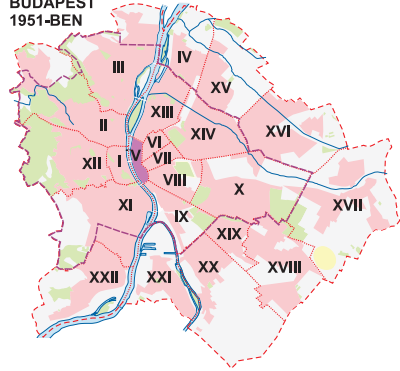 BUDAPEST
1951-BEN
III
IV
XV
II
XIII
XIV
XVI
VI
XII
I
V
VII
VIII
X
XVII
XI
IX
XIX
XXII
XXI
XX
XVIII